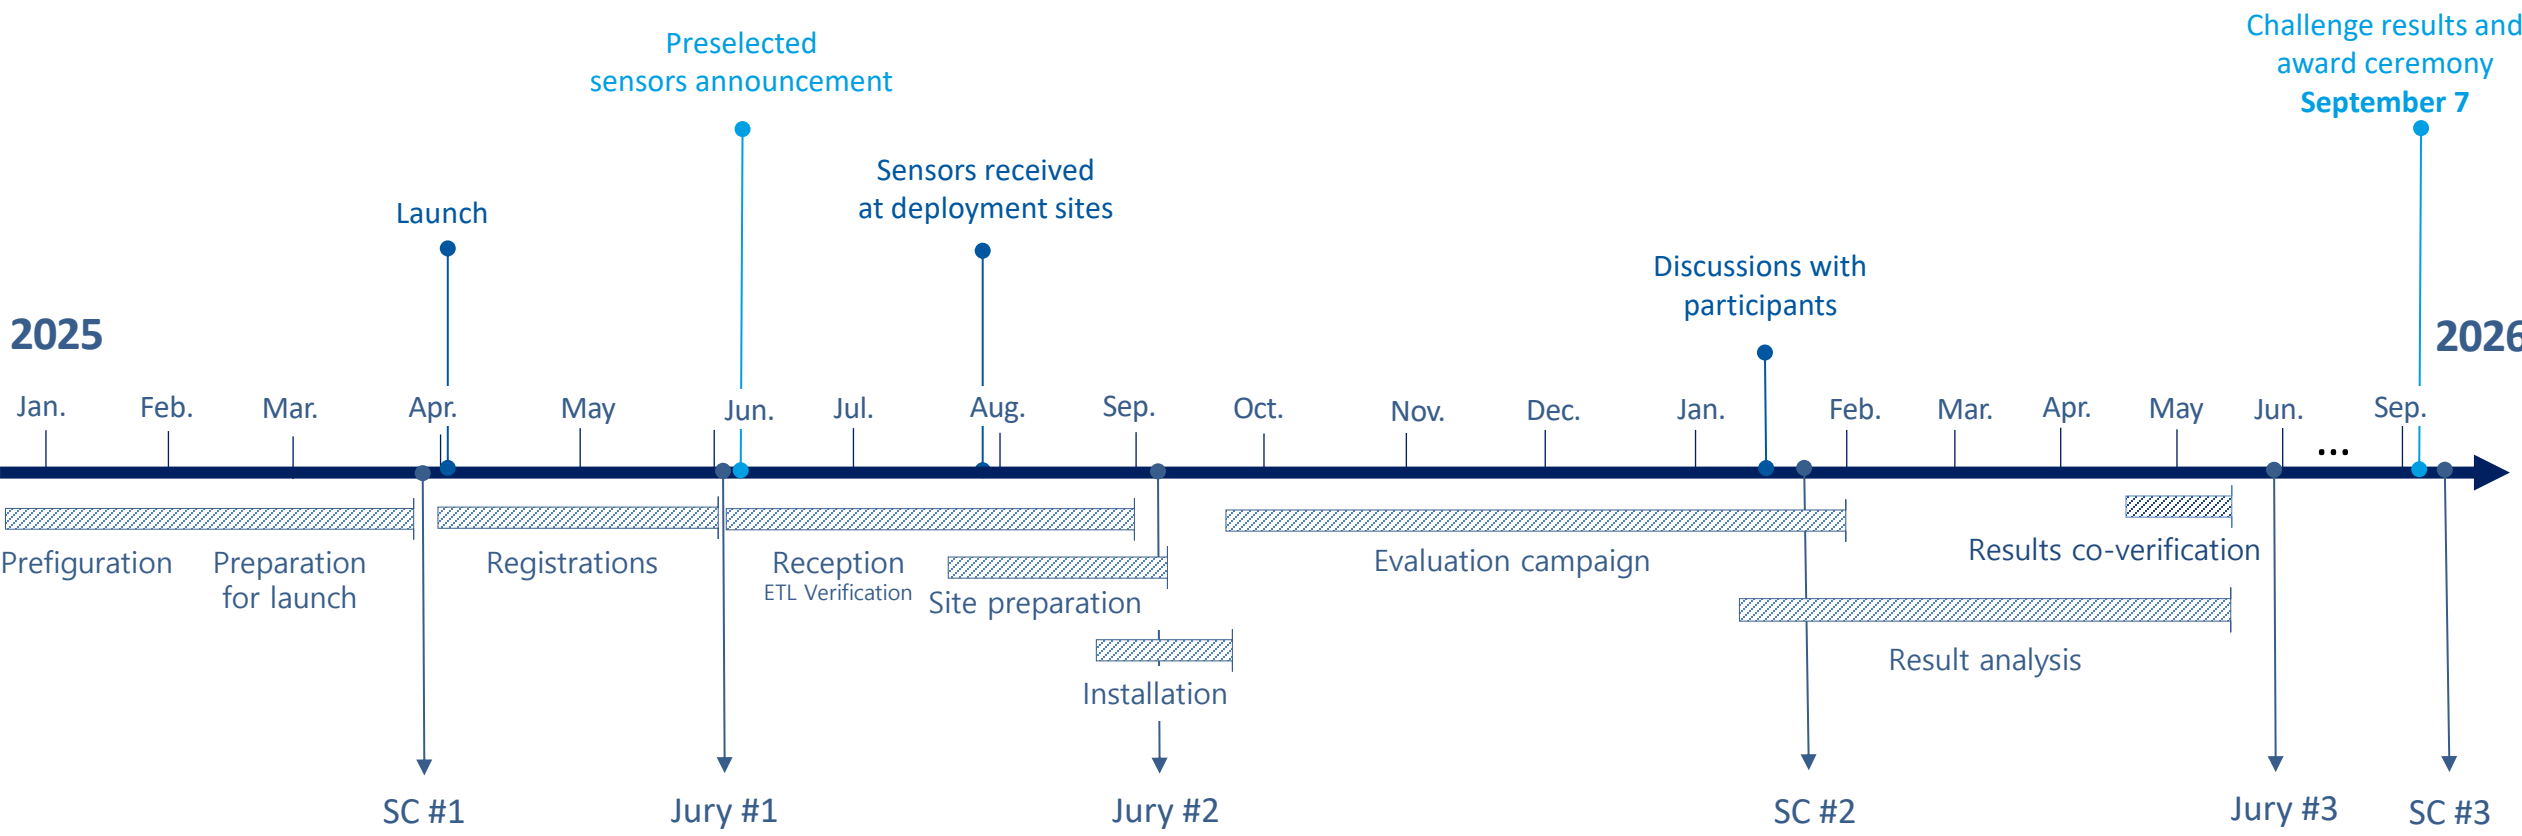 Challenge results and
award ceremony
September 7
Preselected
sensors announcement
Sensors received
at deployment sites
Launch
Discussions with
participants
2025
2026
Jan.
Feb.
Mar.
Apr.
May
Jun.
Jul.
Aug.
Sep.
Oct.
Nov.
Dec.
Jan.
Feb.
Mar.
Apr.
May
Jun.
...
Sep.
Prefiguration
Preparation
for launch
Registrations
Reception
ETL Verification
Site preparation
Installation
Evaluation campaign
Results co-verification
Result analysis
SC #1
Jury #1
Jury #2
SC #2
Jury #3
SC #3